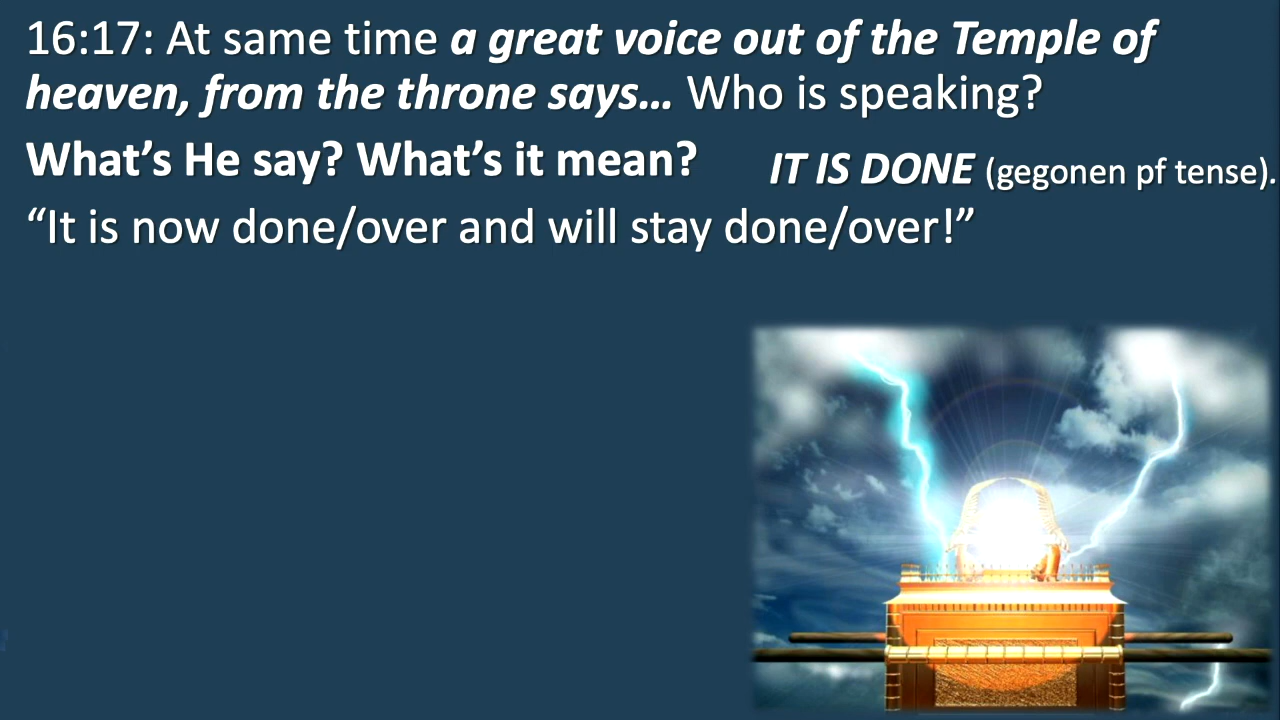 16:17: At same time a great voice out of the Temple of
heaven, from the throne says... Who is speaking?
What’s He say? What’s it mean? IT IS DONE (gegonen pf tense).
“It is now done/over and will stay done/over!”